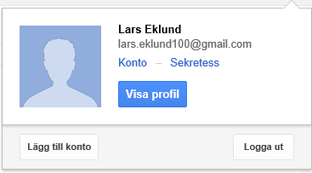 Lars Eklund
lars.eklund100@gmail.com
Konto – Sekretess
Visa profil
Lägg till konto
Logga ut